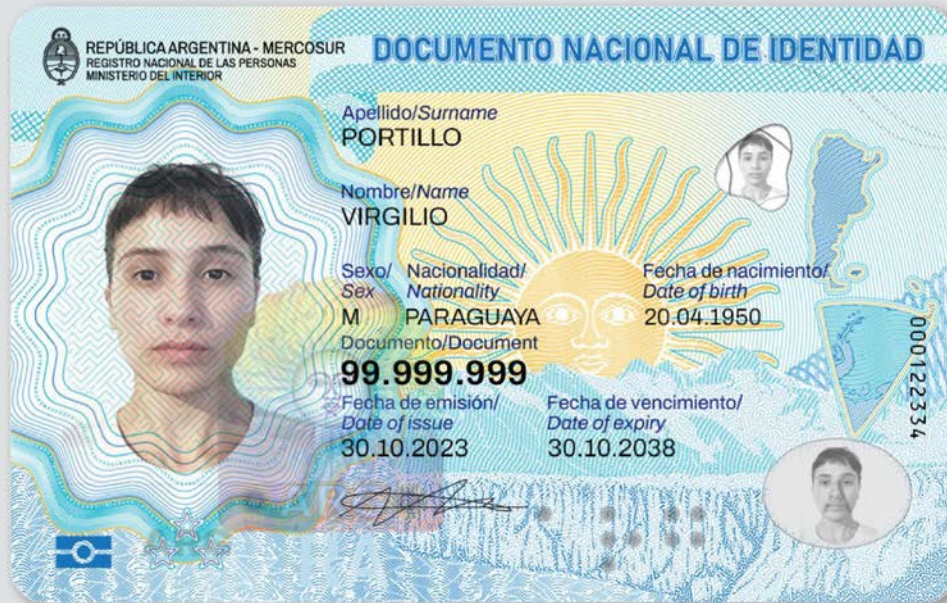 REPÚBLICA ARGENTINA - MERCOSUR
REGISTRO NACIONAL DE LAS PERSONAS
MINISTERIO DEL INTERIOR
DOCUMENTO NACIONAL DE IDENTIDAD
Apellido/Surname
PORTILLO
Nombre/Name
VIRGILIO
Sexo/ Nacionalidad/ Fecha de nacimiento/
Sex Nationality Date of birth
M PARAGUAYA 20.04.1950
Documento/Document
99.999.999
Fecha de emisión/ Fecha de vencimiento/
Date of issue Date of expiry
30.10.2023 30.10.2038
000122334